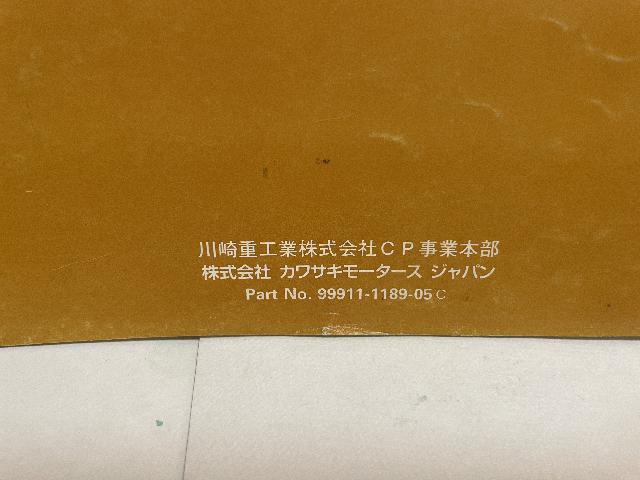 川崎重工業株式会社CP事業本部
株式会社 カワサキモータース ジャパン
Part No. 99911-1189-05C